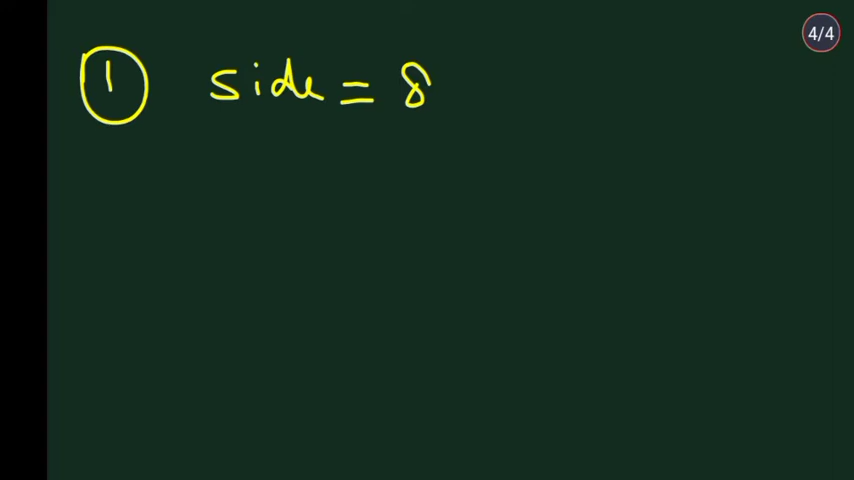 4/4
① side = 8